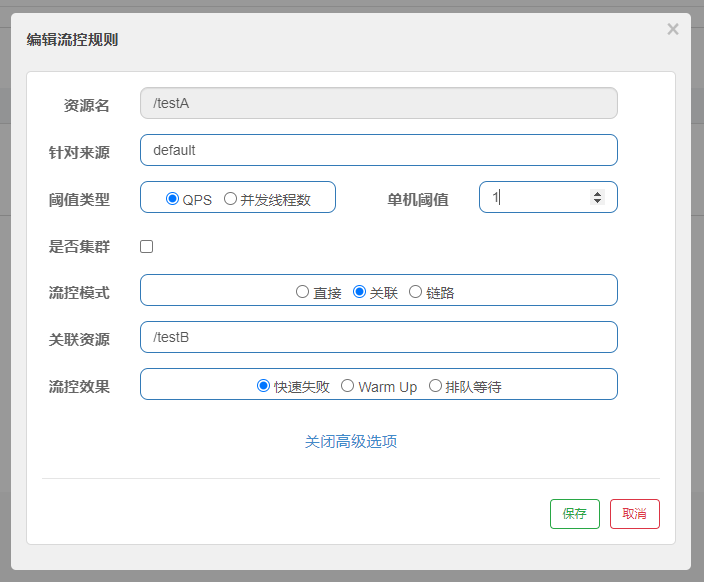 编辑流控规则 ×
资源名 /testA
针对来源 default
阈值类型 QPS 并发线程数 单机阈值 1
是否集群
流控模式 直接 关联 链路
关联资源 /testB
流控效果 快速失败 Warm Up 排队等待
关闭高级选项
保存 取消